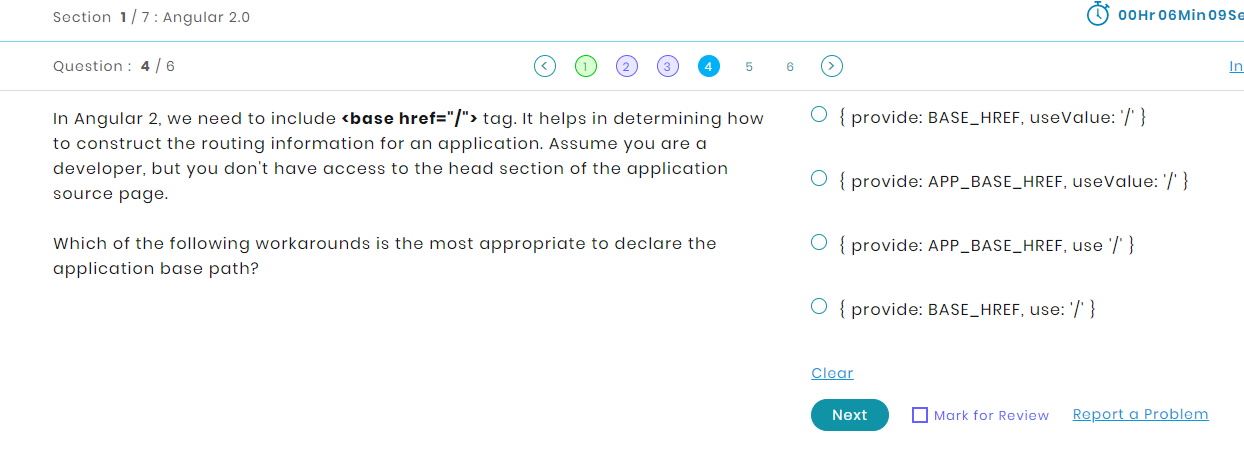 Section 1 / 7 : Angular 2.0
00Hr 06Min 09Se
Question : 4 / 6
< 1 2 3 4 5 6 >
In
In Angular 2, we need to include <base href="/"> tag. It helps in determining how
to construct the routing information for an application. Assume you are a
developer, but you don't have access to the head section of the application
source page.
Which of the following workarounds is the most appropriate to declare the
application base path?
{ provide: BASE_HREF, useValue: '/' }
{ provide: APP_BASE_HREF, useValue: '/' }
{ provide: APP_BASE_HREF, use '/' }
{ provide: BASE_HREF, use: '/' }
Clear
Next
Mark for Review
Report a Problem